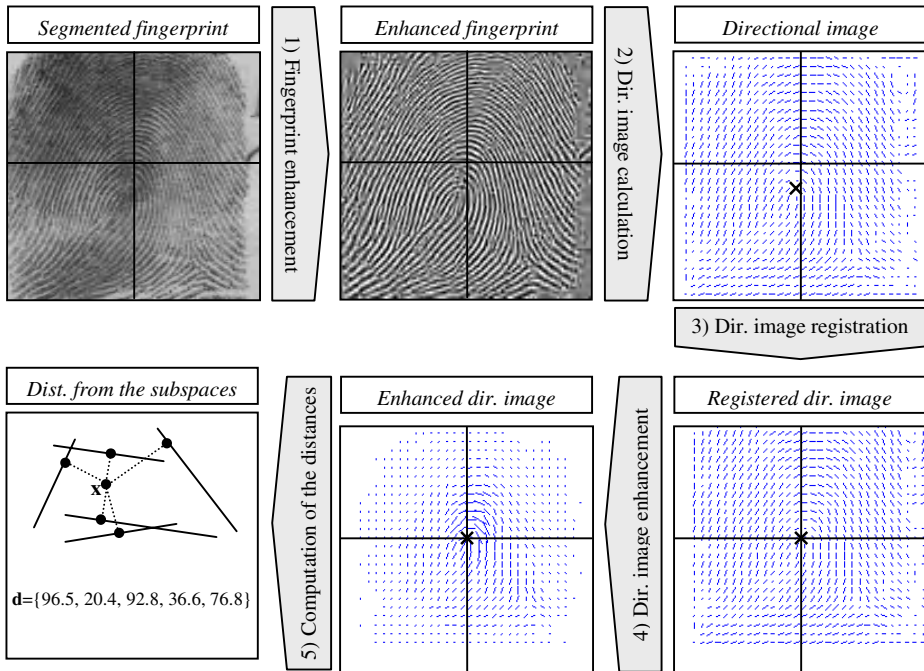 Segmented fingerprint
1) Fingerprint enhancement
Enhanced fingerprint
2) Dir. image calculation
Directional image
3) Dir. image registration
Registered dir. image
4) Dir. image enhancement
Enhanced dir. image
5) Computation of the distances
Dist. from the subspaces
x
d={96.5, 20.4, 92.8, 36.6, 76.8}